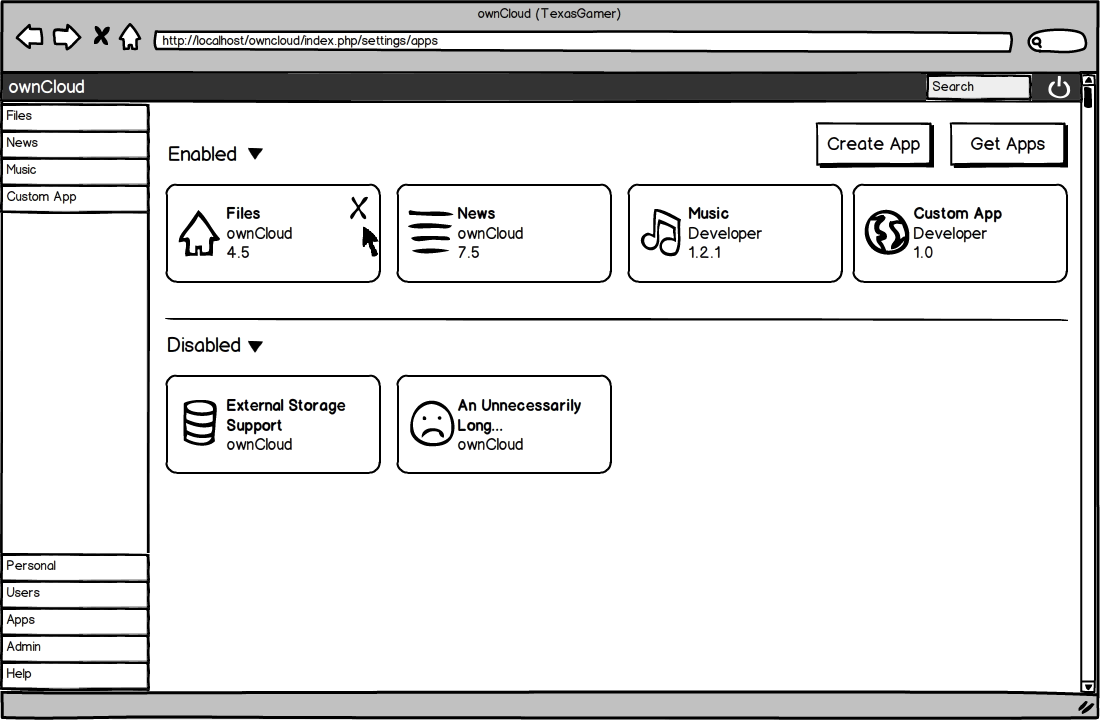 ownCloud (TexasGamer)
http://localhost/owncloud/index.php/settings/apps
ownCloud
Search
Files
News
Music
Custom App
Personal
Users
Apps
Admin
Help
Create App
Get Apps
Enabled
Files
ownCloud
4.5
News
ownCloud
7.5
Music
Developer
1.2.1
Custom App
Developer
1.0
Disabled
External Storage
Support
ownCloud
An Unnecessarily
Long...
ownCloud